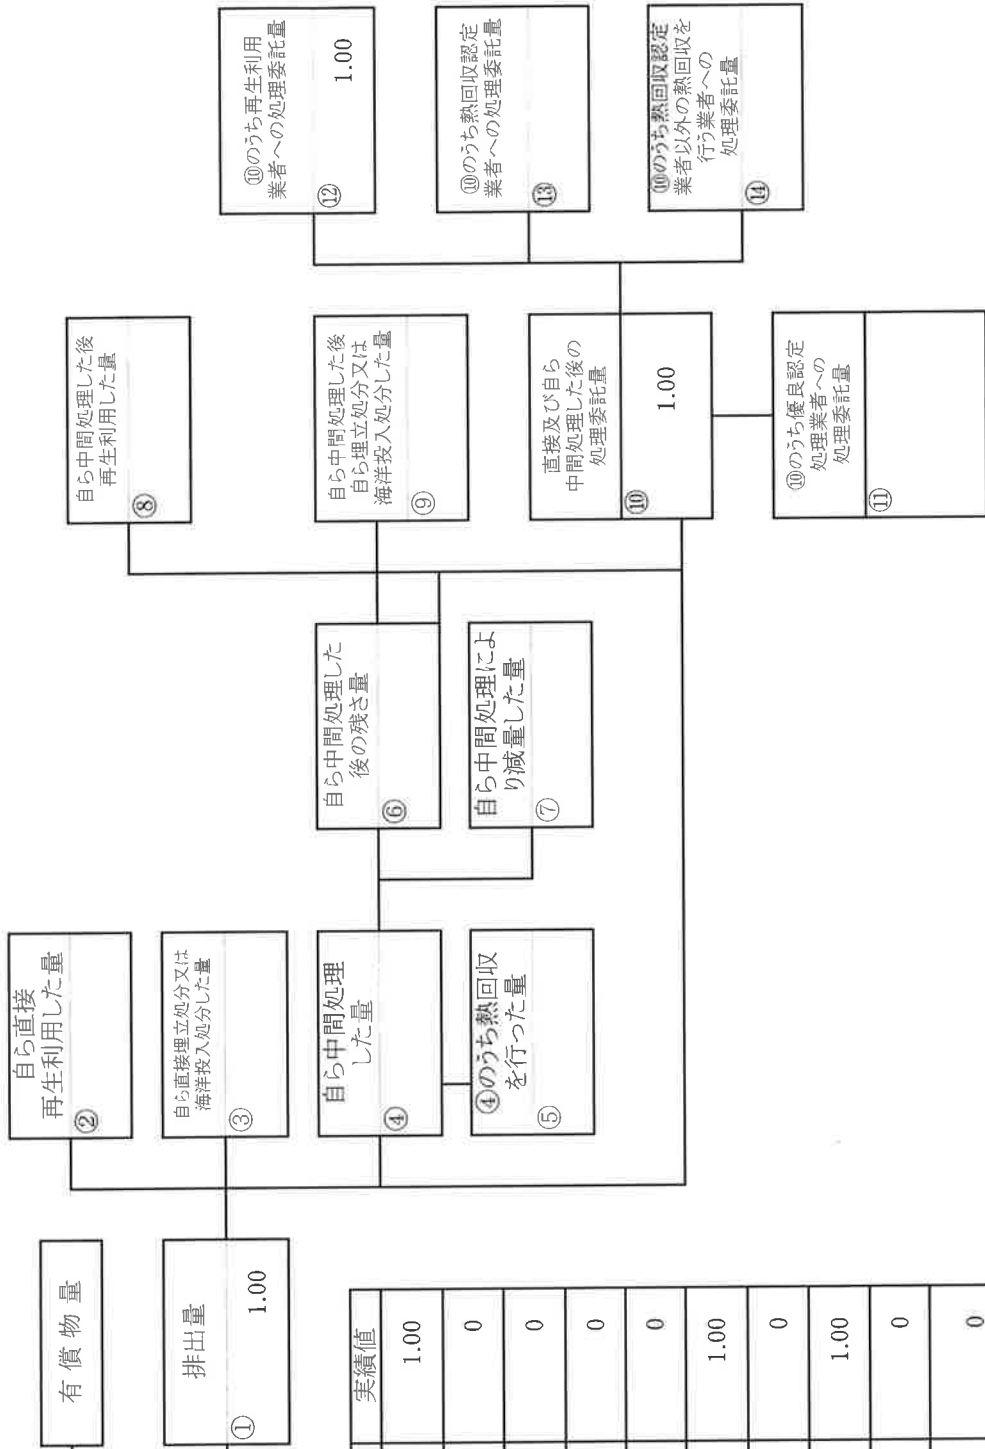 有償物量
排出量
①
1.00
自ら直接
再生利用した量
②
自ら直接埋立処分又は
海洋投入処分した量
③
自ら中間処理
した量
④
④のうち熱回収
を行った量
⑤
自ら中間処理した
後の残さ量
⑥
自ら中間処理によ
り減量した量
⑦
自ら中間処理した後
再生利用した量
⑧
自ら中間処理した後
自ら埋立処分又は
海洋投入処分した量
⑨
直接及び自ら
中間処理した後の
処理委託量
⑩
1.00
⑩のうち優良認定
処理業者への
処理委託量
⑪
⑩のうち再生利用
業者への処理委託量
⑫
1.00
⑩のうち熱回収認定
業者への処理委託量
⑬
⑩のうち熱回収認定
業者以外の熱回収を
行う業者への
処理委託量
⑭
実績値
1.00
0
0
0
0
1.00
0
1.00
0
0